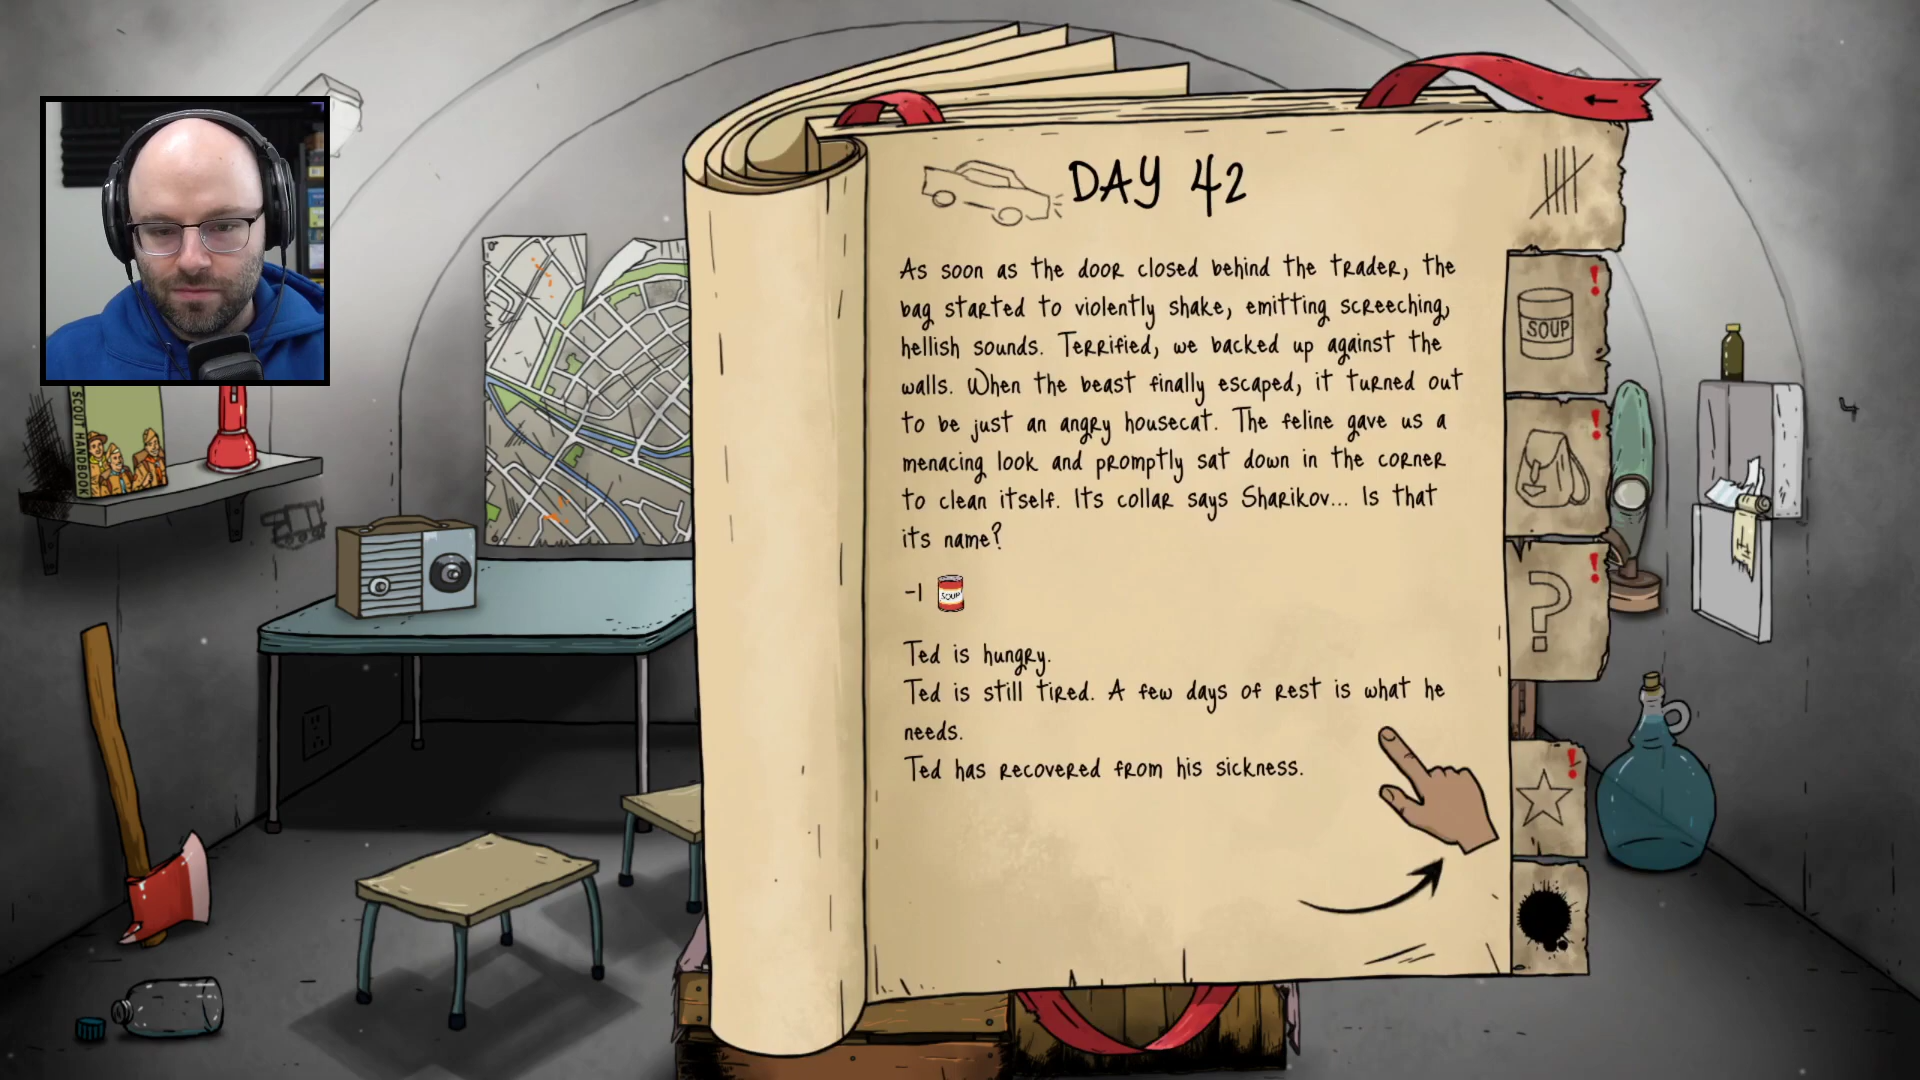 DAY 42
As soon as the door closed behind the trader, the
bag started to violently shake, emitting screeching,
hellish sounds. Terrified, we backed up against the
walls. When the beast finally escaped, it turned out
to be just an angry housecat. The feline gave us a
menacing look and promptly sat down in the corner
to clean itself. Its collar says Sharikov... Is that
its name?
-1 SOUP
Ted is hungry.
Ted is still tired. A few days of rest is what he
needs.
Ted has recovered from his sickness.
!
SOUP
!
!
?
!
SCOUT HANDBOOK